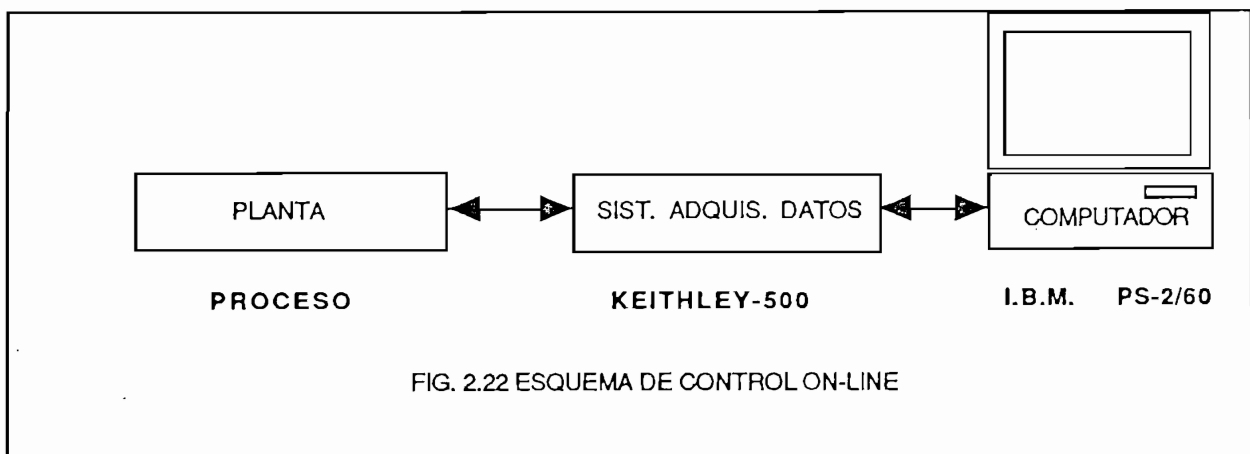 PLANTA
SIST. ADQUIS. DATOS
COMPUTADOR
PROCESO
KEITHLEY-500
I.B.M. PS-2/60
FIG. 2.22 ESQUEMA DE CONTROL ON-LINE